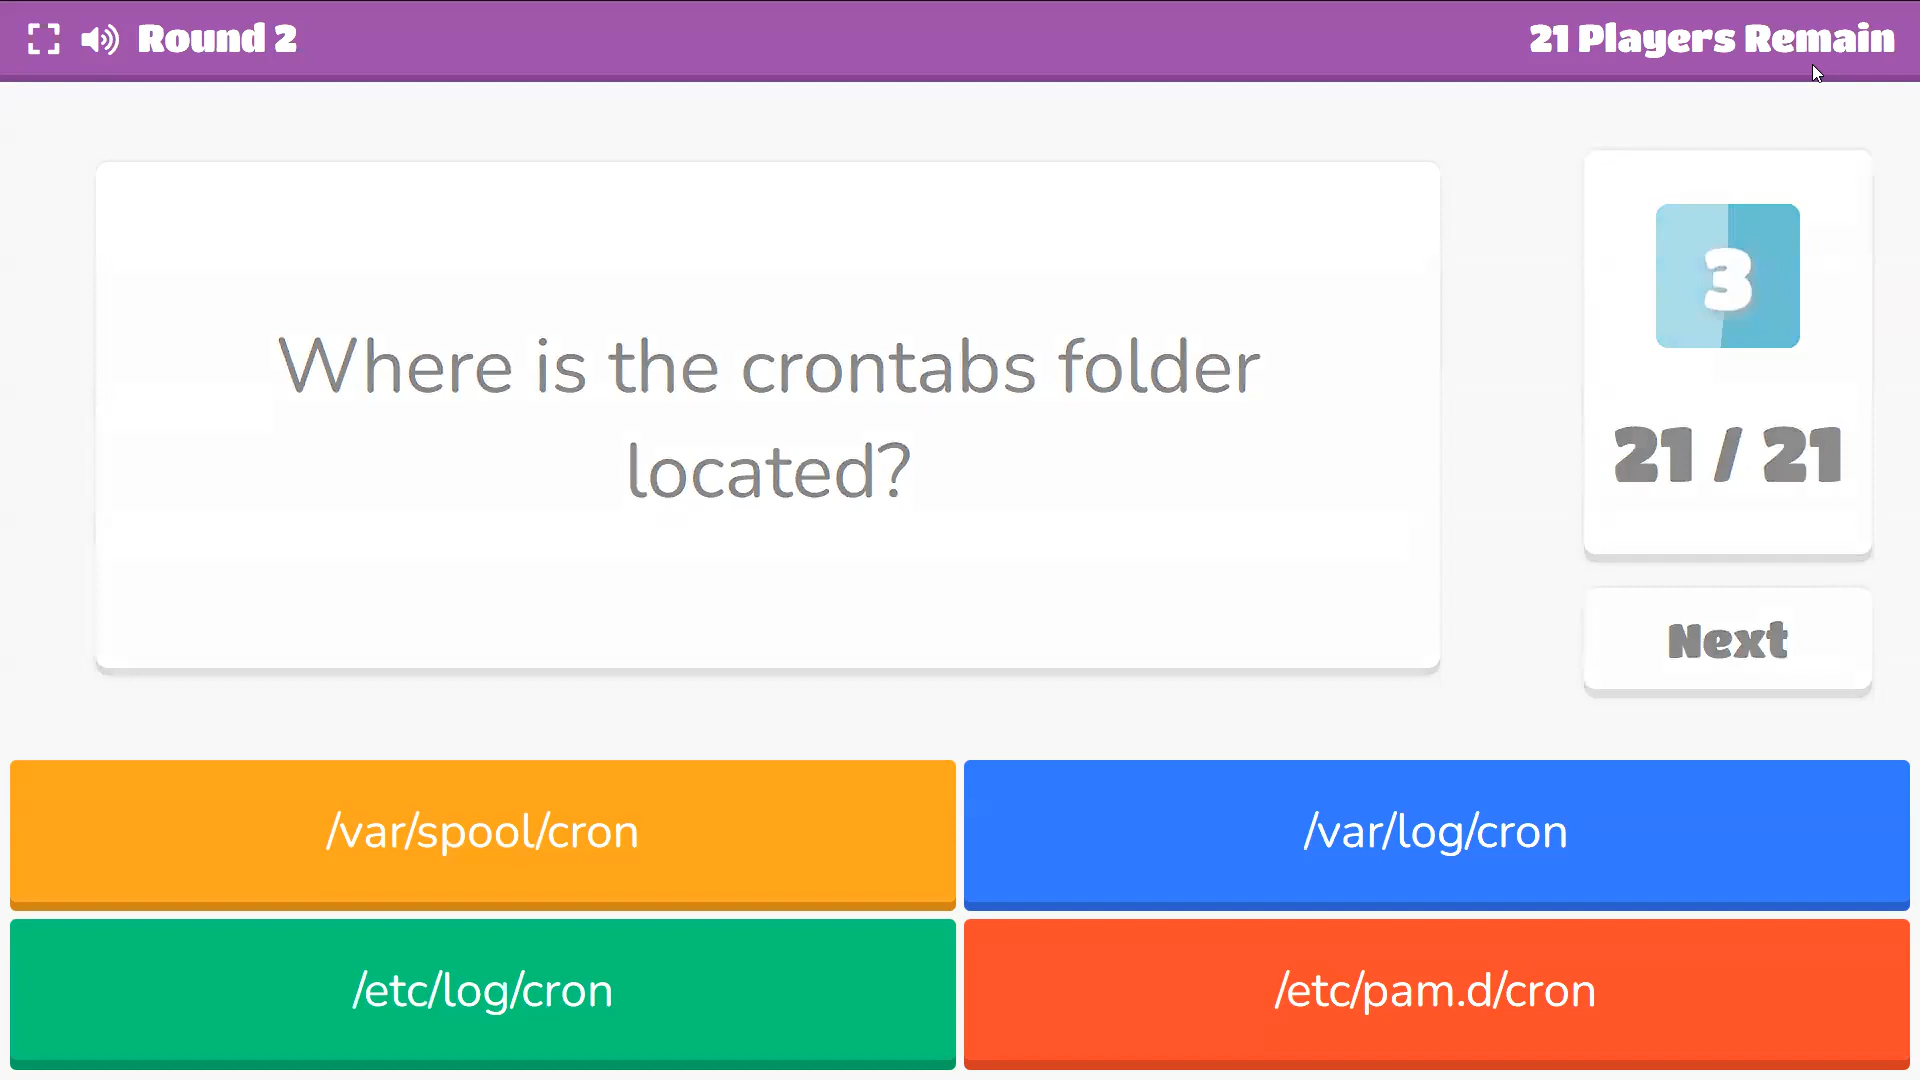 Round 2
21 Players Remain
Where is the crontabs folder
located?
3
21 / 21
Next
/var/spool/cron
/var/log/cron
/etc/log/cron
/etc/pam.d/cron